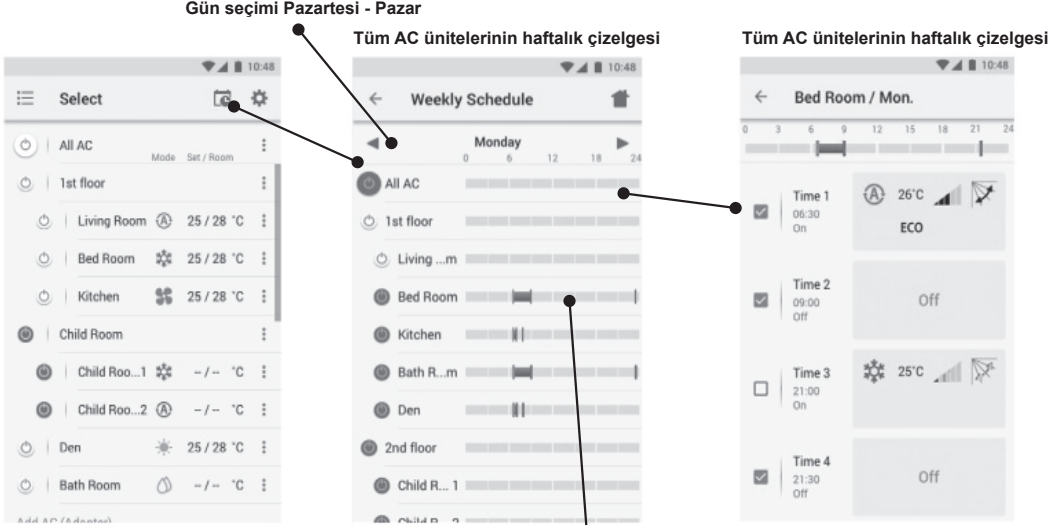 Gün seçimi Pazartesi - Pazar
Tüm AC ünitelerinin haftalık çizelgesi
Tüm AC ünitelerinin haftalık çizelgesi
10:48
Select
All AC
Mode Set / Room
1st floor
Living Room 25 / 28 °C
Bed Room 25 / 28 °C
Kitchen 25 / 28 °C
Child Room
Child Roo...1 -- / -- °C
Child Roo...2 -- / -- °C
Den 25 / 28 °C
Bath Room -- / -- °C
Add AC (Adapter)
10:48
Weekly Schedule
Monday
0 6 12 18 24
All AC
1st floor
Living ...m
Bed Room
Kitchen
Bath R...m
Den
2nd floor
Child R... 1
Child R... 2
10:48
Bed Room / Mon.
0 3 6 9 12 15 18 21 24
Time 1
06:30
On
A 26°C
ECO
Time 2
09:00
Off
Off
Time 3
21:00
On
25°C
Time 4
21:30
Off
Off